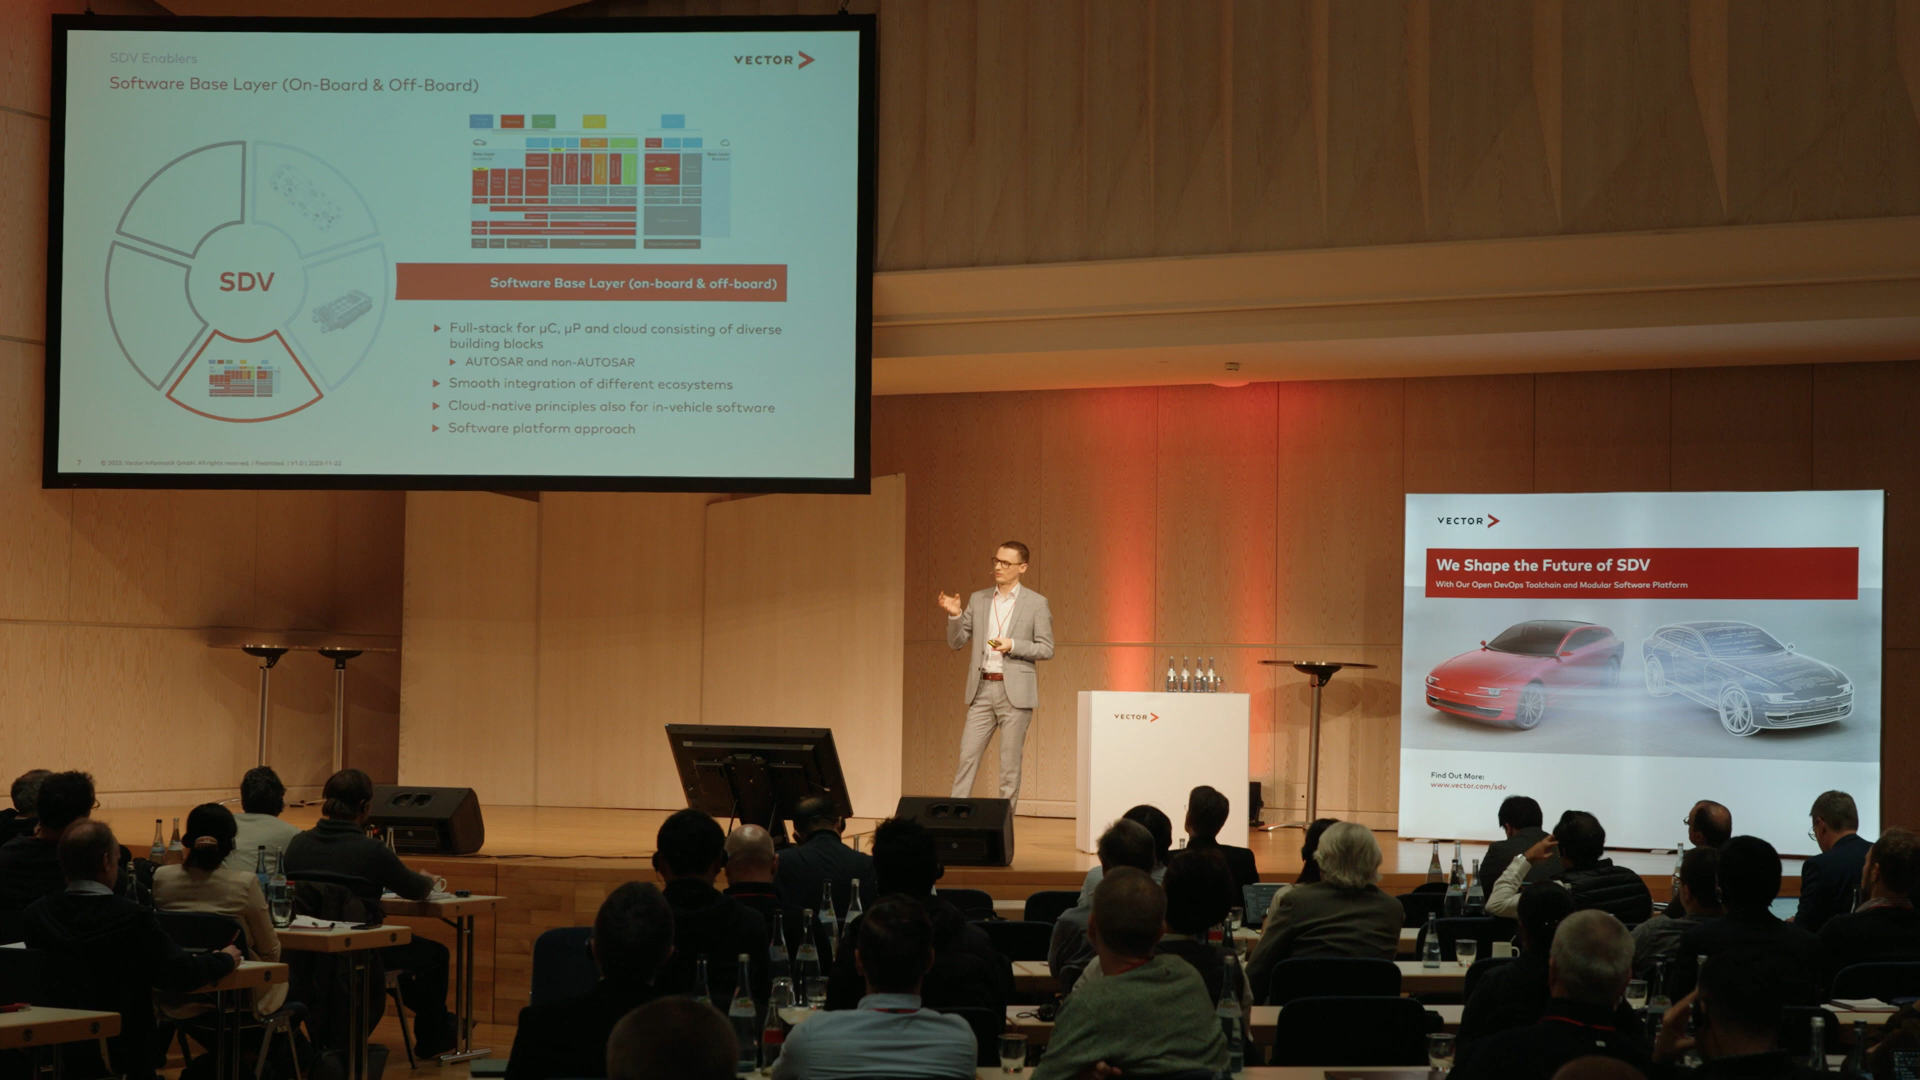 SDV Enablers
VECTOR
Software Base Layer (On-Board & Off-Board)
SDV
Software Base Layer (on-board & off-board)
Full-stack for µC, µP and cloud consisting of diverse
building blocks
AUTOSAR and non-AUTOSAR
Smooth integration of different ecosystems
Cloud-native principles also for in-vehicle software
Software platform approach
7
VECTOR
We Shape the Future of SDV
With Our Open DevOps Toolchain and Modular Software Platform
Find Out More:
www.vector.com/sdv
VECTOR